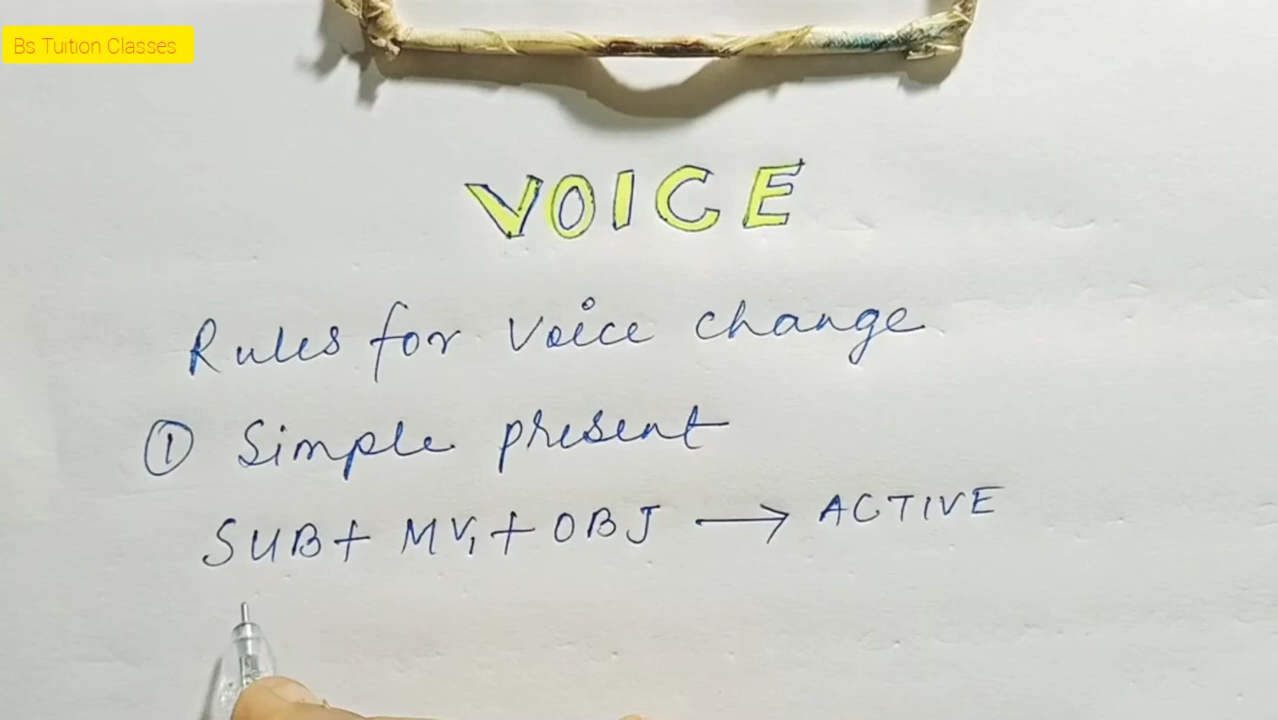 Bs Tuition Classes
VOICE
Rules for Voice change
① Simple present
SUB + MV₁ + OBJ → ACTIVE